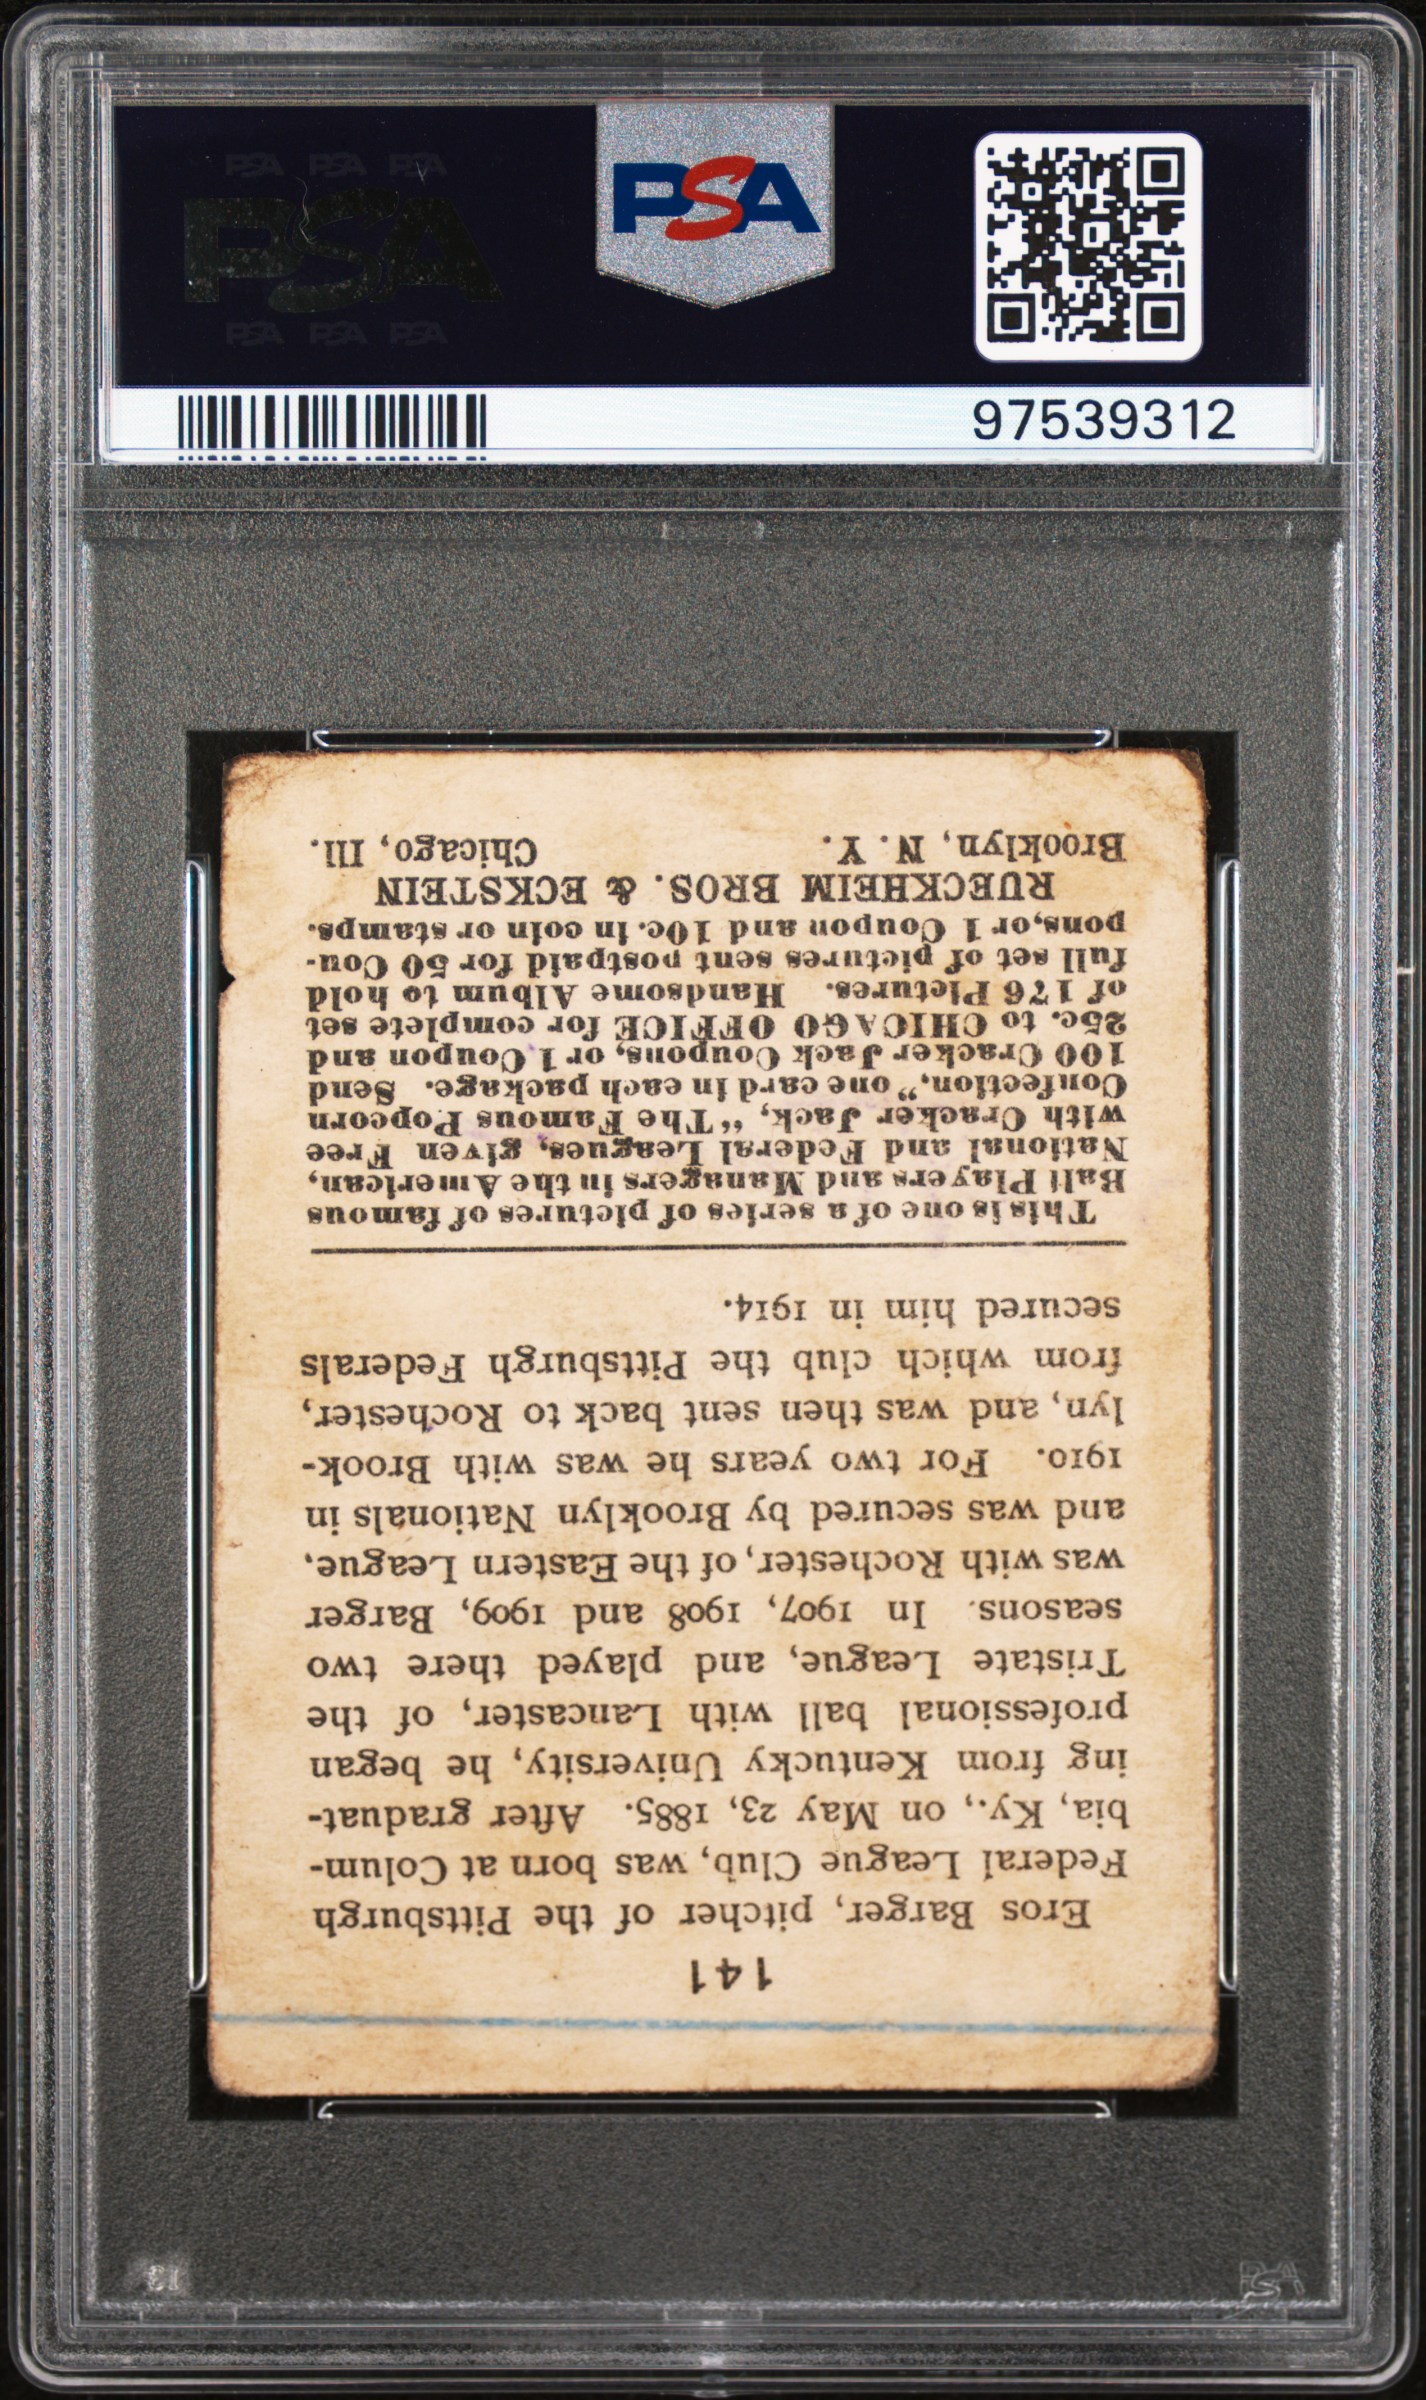 PSA PSA PSA
PSA
PSA PSA PSA
PSA
97539312
141
Eros Barger, pitcher of the Pittsburgh
Federal League Club, was born at Colum-
bia, Ky., on May 23, 1885. After graduat-
ing from Kentucky University, he began
professional ball with Lancaster, of the
Tristate League, and played there two
seasons. In 1907, 1908 and 1909, Barger
was with Rochester, of the Eastern League,
and was secured by Brooklyn Nationals in
1910. For two years he was with Brook-
lyn, and was then sent back to Rochester,
from which club the Pittsburgh Federals
secured him in 1914.
This is one of a series of pictures of famous
Ball Players and Managers in the American,
National and Federal Leagues, given Free
with Cracker Jack, “The Famous Popcorn
Confection,” one card in each package. Send
100 Cracker Jack Coupons, or 1 Coupon and
25c. to CHICAGO OFFICE for complete set
of 176 Pictures. Handsome Album to hold
full set of pictures sent postpaid for 50 Cou-
pons, or 1 Coupon and 10c. in coin or stamps.
RUECKHEIM BROS. & ECKSTEIN
Brooklyn, N. Y. Chicago, Ill.
PSA